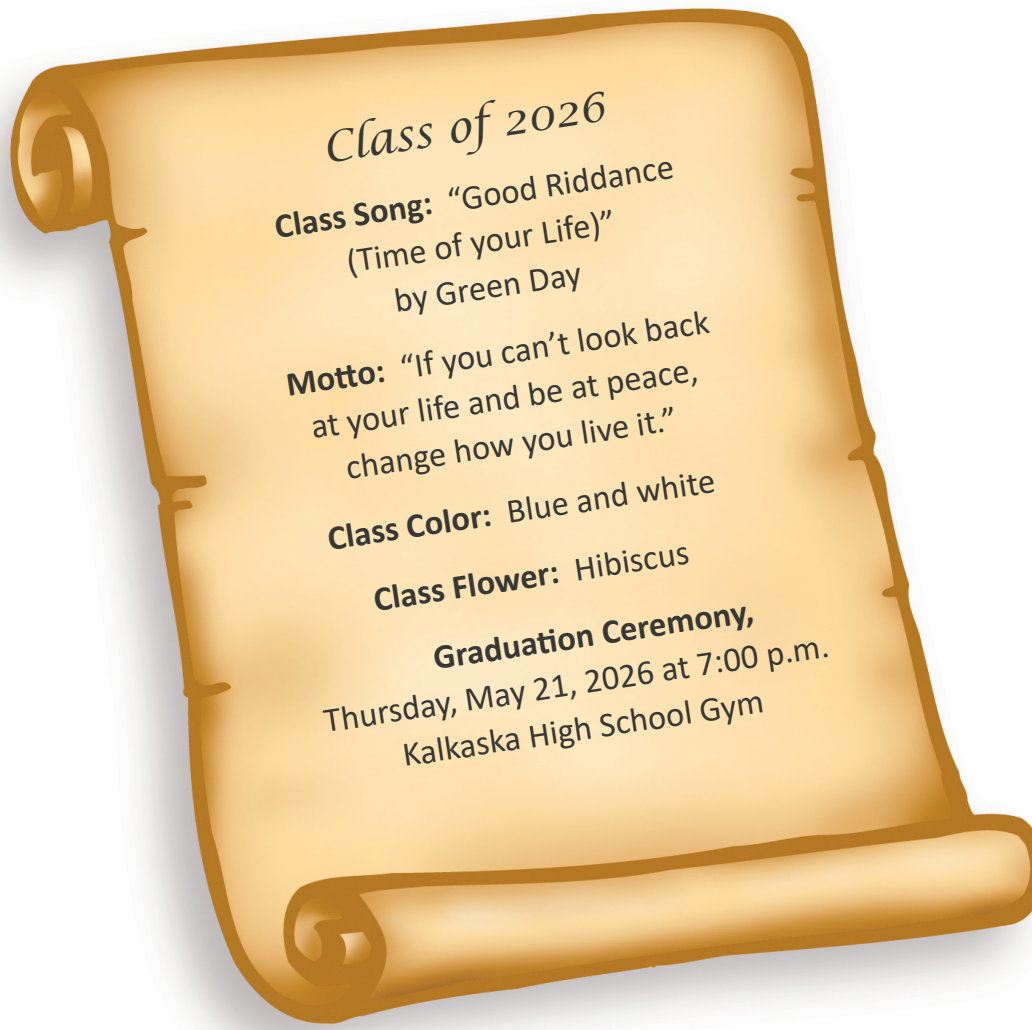 Class of 2026
Class Song: “Good Riddance
(Time of your Life)”
by Green Day
Motto: “If you can’t look back
at your life and be at peace,
change how you live it.”
Class Color: Blue and white
Class Flower: Hibiscus
Graduation Ceremony,
Thursday, May 21, 2026 at 7:00 p.m.
Kalkaska High School Gym